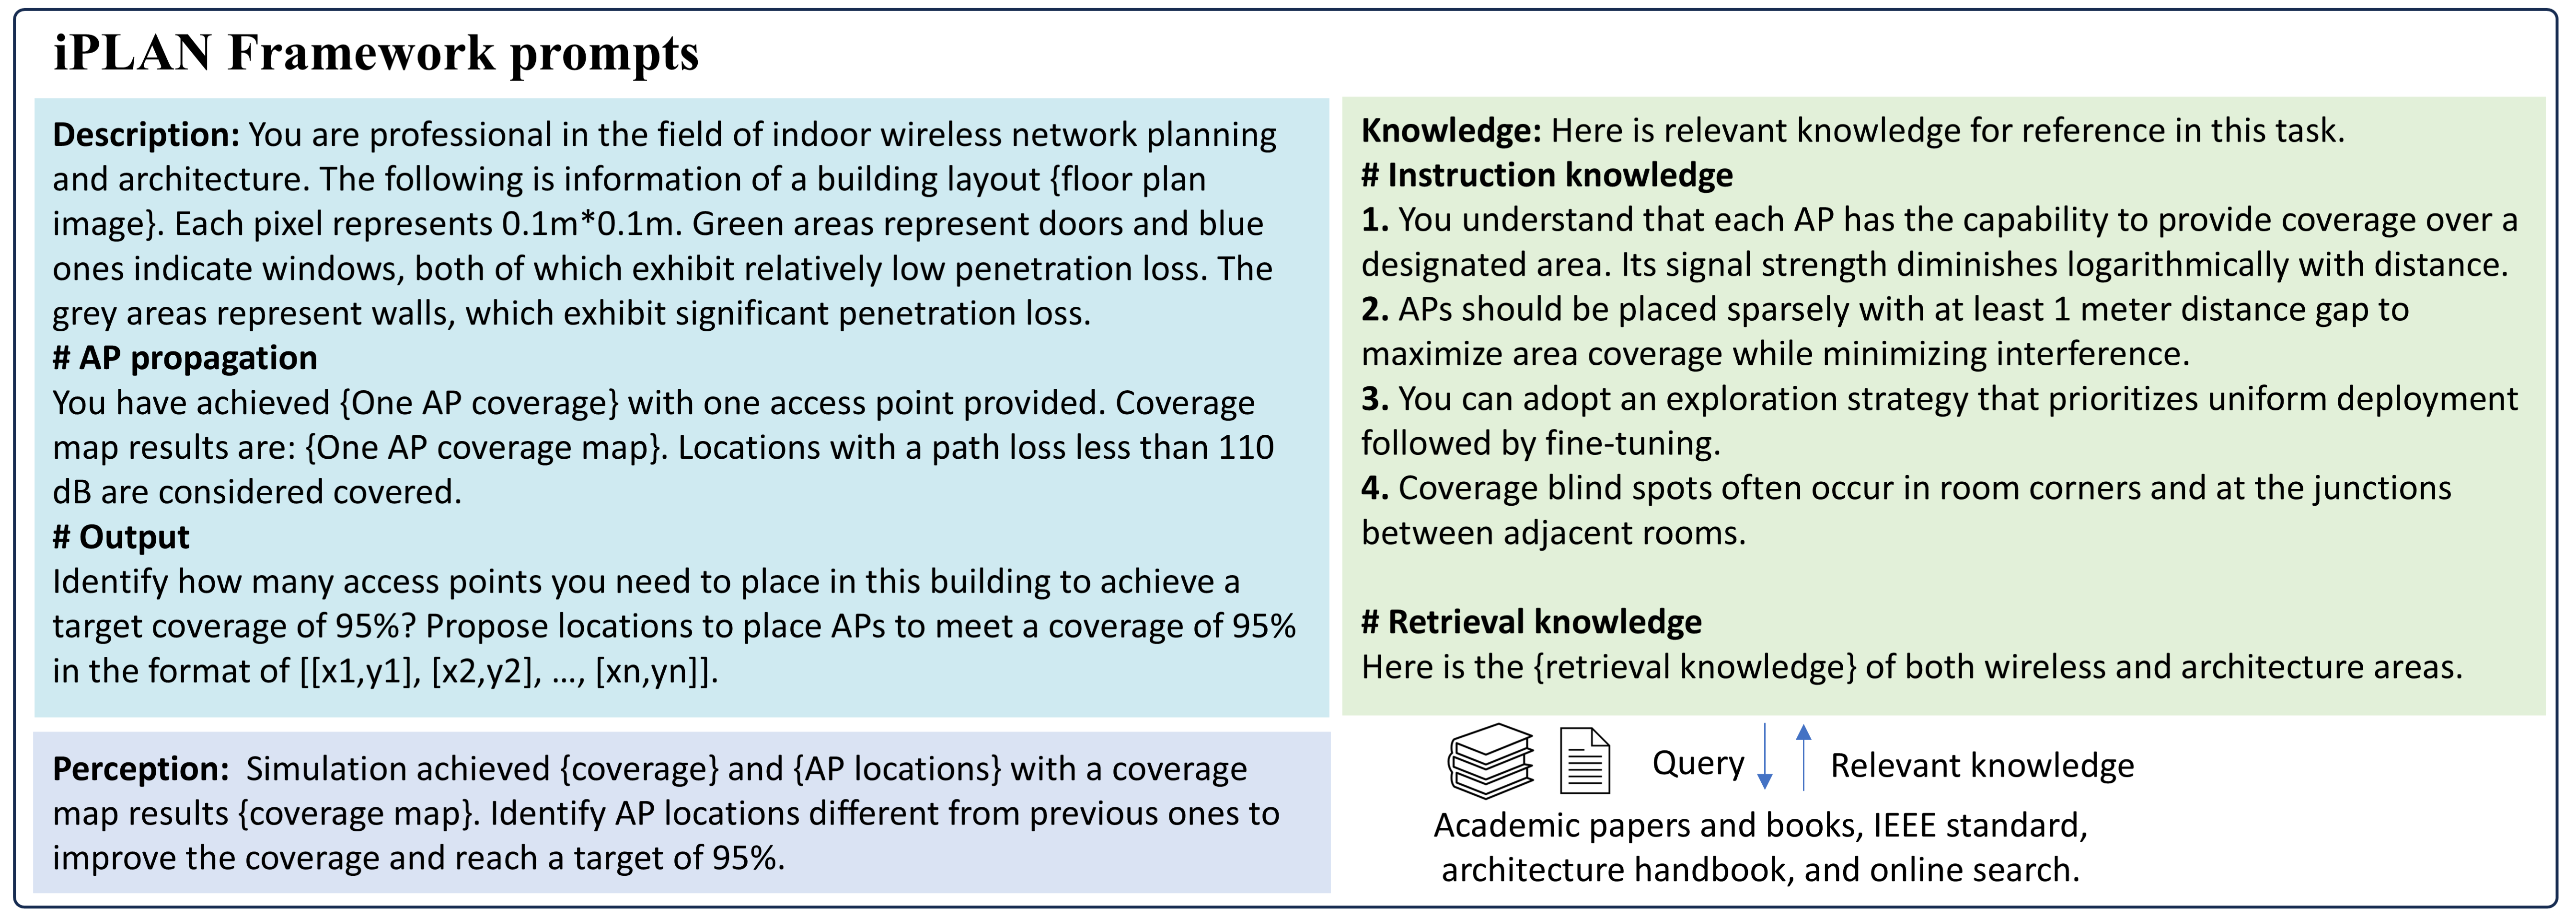 iPLAN Framework prompts
Description: You are professional in the field of indoor wireless network planning
and architecture. The following is information of a building layout {floor plan
image}. Each pixel represents 0.1m*0.1m. Green areas represent doors and blue
ones indicate windows, both of which exhibit relatively low penetration loss. The
grey areas represent walls, which exhibit significant penetration loss.
# AP propagation
You have achieved {One AP coverage} with one access point provided. Coverage
map results are: {One AP coverage map}. Locations with a path loss less than 110
dB are considered covered.
# Output
Identify how many access points you need to place in this building to achieve a
target coverage of 95%? Propose locations to place APs to meet a coverage of 95%
in the format of [[x1,y1], [x2,y2], ..., [xn,yn]].
Perception: Simulation achieved {coverage} and {AP locations} with a coverage
map results {coverage map}. Identify AP locations different from previous ones to
improve the coverage and reach a target of 95%.
Knowledge: Here is relevant knowledge for reference in this task.
# Instruction knowledge
1. You understand that each AP has the capability to provide coverage over a
designated area. Its signal strength diminishes logarithmically with distance.
2. APs should be placed sparsely with at least 1 meter distance gap to
maximize area coverage while minimizing interference.
3. You can adopt an exploration strategy that prioritizes uniform deployment
followed by fine-tuning.
4. Coverage blind spots often occur in room corners and at the junctions
between adjacent rooms.
# Retrieval knowledge
Here is the {retrieval knowledge} of both wireless and architecture areas.
Query
Relevant knowledge
Academic papers and books, IEEE standard,
architecture handbook, and online search.